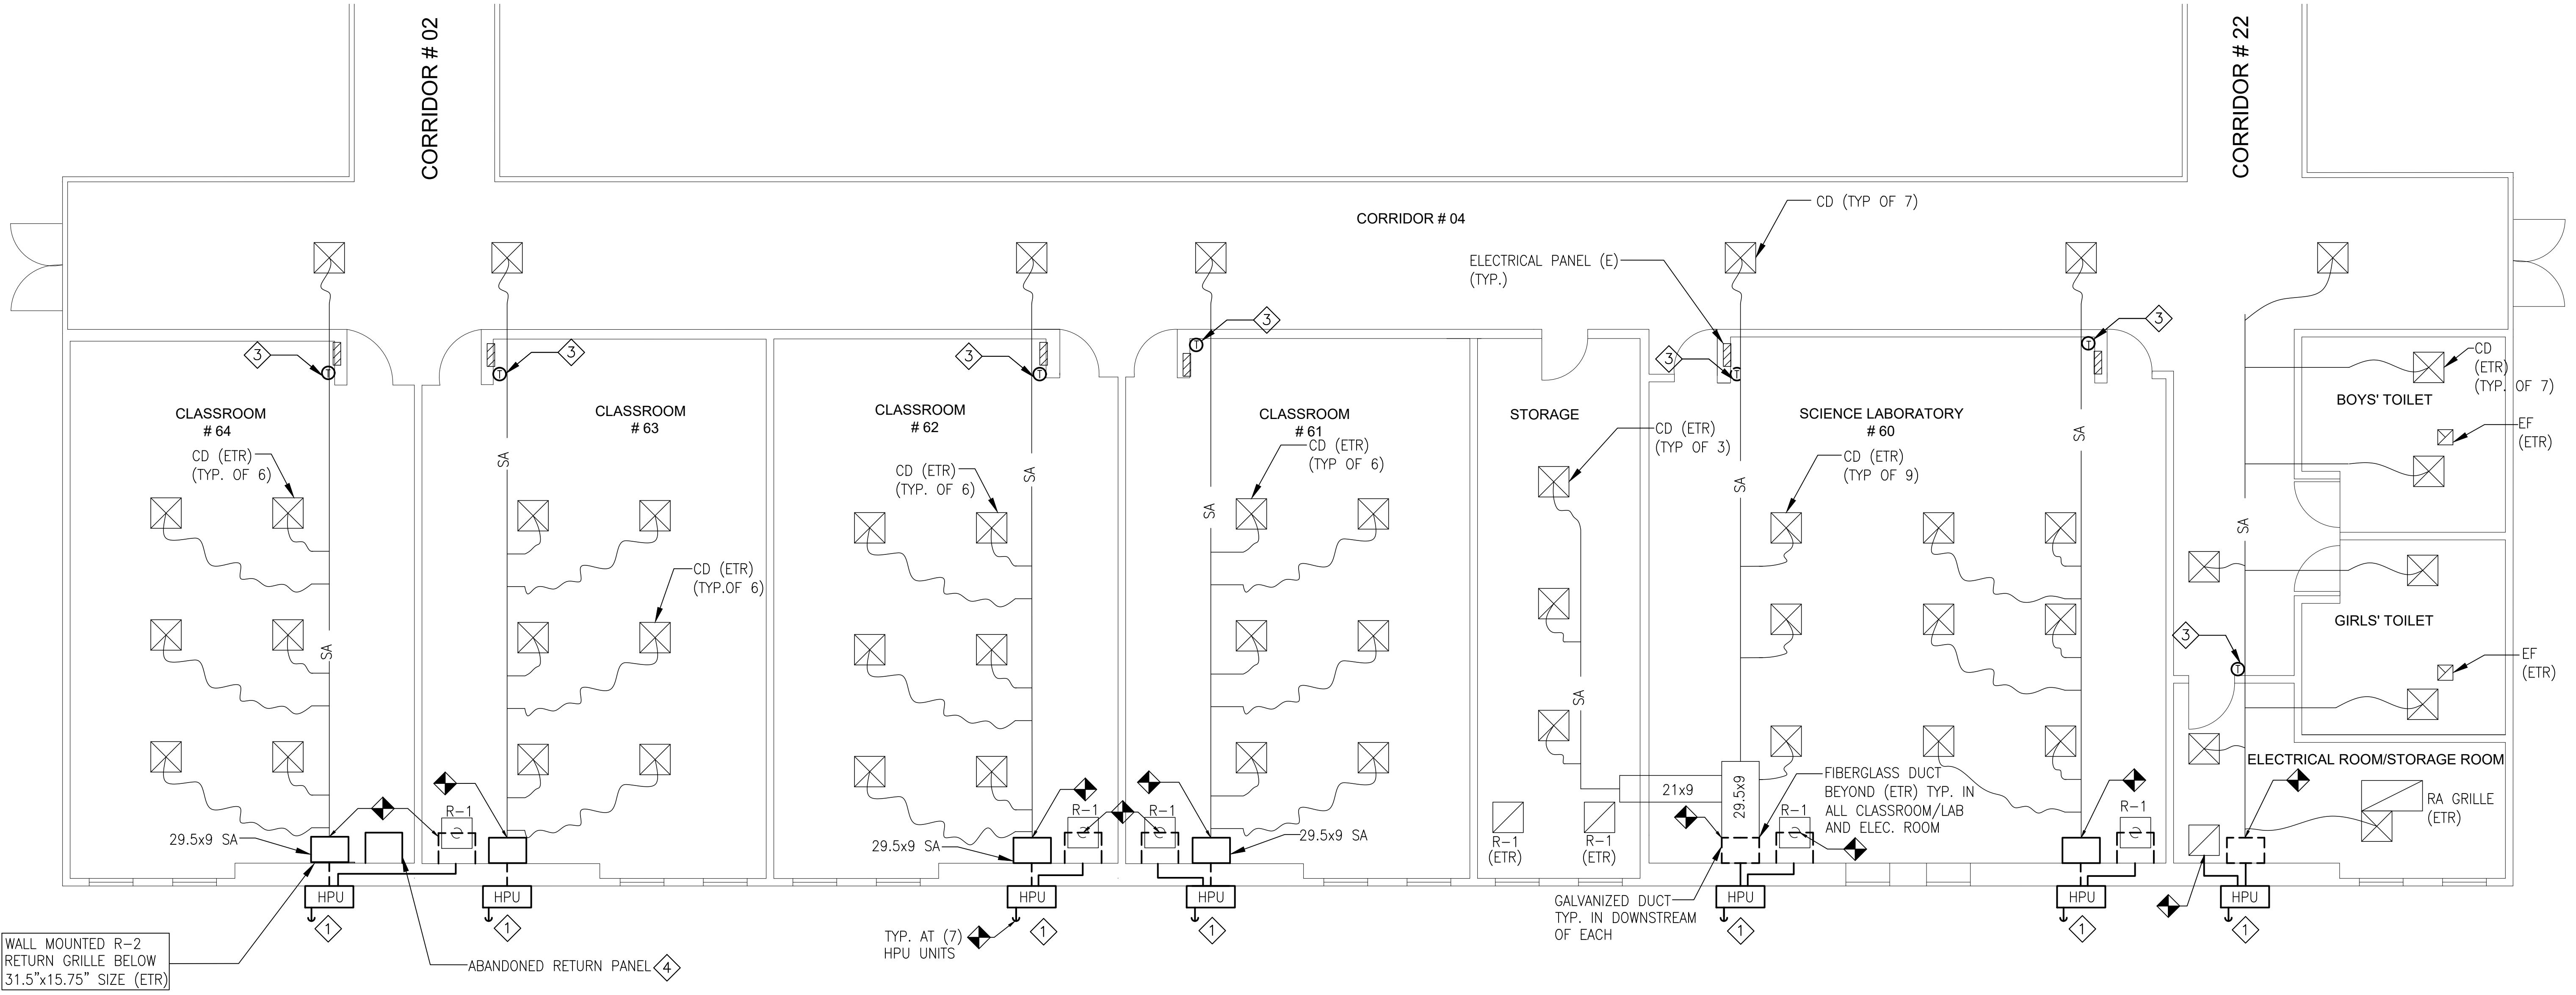 CORRIDOR # 02
CORRIDOR # 22
CORRIDOR # 04
CD (TYP OF 7)
ELECTRICAL PANEL (E)
(TYP.)
3
3
3
3
3
3
3
T
T
T
T
T
T
T
CLASSROOM
# 64
CD (ETR)
(TYP. OF 6)
SA
CLASSROOM
# 63
SA
CD (ETR)
(TYP.OF 6)
CLASSROOM
# 62
CD (ETR)
(TYP. OF 6)
SA
CLASSROOM
# 61
CD (ETR)
(TYP OF 6)
SA
STORAGE
CD (ETR)
(TYP OF 3)
SA
SCIENCE LABORATORY
# 60
CD (ETR)
(TYP OF 9)
SA
SA
SA
CD
(ETR)
(TYP. OF 7)
BOYS' TOILET
EF
(ETR)
GIRLS' TOILET
EF
(ETR)
ELECTRICAL ROOM/STORAGE ROOM
RA GRILLE
(ETR)
29.5x9 SA
R-1
29.5x9 SA
R-1
R-1
29.5x9 SA
R-1
(ETR)
R-1
(ETR)
21x9
29.5x9
R-1
FIBERGLASS DUCT
BEYOND (ETR) TYP. IN
ALL CLASSROOM/LAB
AND ELEC. ROOM
R-1
HPU
HPU
HPU
HPU
HPU
HPU
HPU
1
1
1
1
1
1
1
WALL MOUNTED R-2
RETURN GRILLE BELOW
31.5"x15.75" SIZE (ETR)
ABANDONED RETURN PANEL
4
TYP. AT (7)
HPU UNITS
GALVANIZED DUCT
TYP. IN DOWNSTREAM
OF EACH